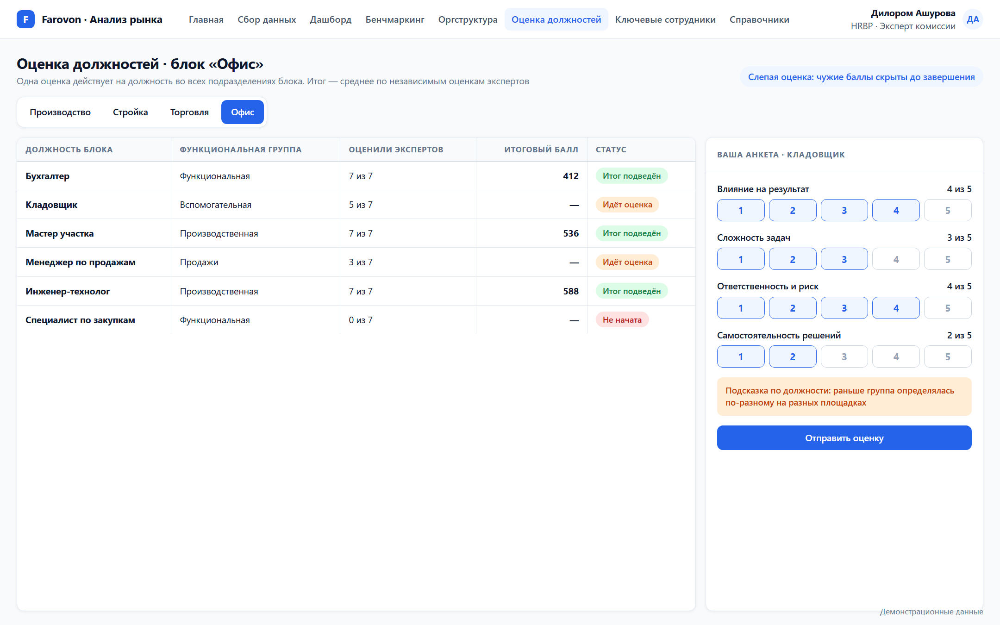 F Farovon · Анализ рынка Главная Сбор данных Дашборд Бенчмаркинг Оргструктура Оценка должностей Ключевые сотрудники Справочники Дилором Ашурова ДА
HRBP · Эксперт комиссии
Оценка должностей · блок «Офис»
Одна оценка действует на должность во всех подразделениях блока. Итог — среднее по независимым оценкам экспертов
Слепая оценка: чужие баллы скрыты до завершения
Производство Стройка Торговля Офис
ДОЛЖНОСТЬ БЛОКА ФУНКЦИОНАЛЬНАЯ ГРУППА ОЦЕНИЛИ ЭКСПЕРТОВ ИТОГОВЫЙ БАЛЛ СТАТУС
Бухгалтер Функциональная 7 из 7 412 Итог подведён
Кладовщик Вспомогательная 5 из 7 — Идёт оценка
Мастер участка Производственная 7 из 7 536 Итог подведён
Менеджер по продажам Продажи 3 из 7 — Идёт оценка
Инженер-технолог Производственная 7 из 7 588 Итог подведён
Специалист по закупкам Функциональная 0 из 7 — Не начата
ВАША АНКЕТА · КЛАДОВЩИК
Влияние на результат 4 из 5
1 2 3 4 5
Сложность задач 3 из 5
1 2 3 4 5
Ответственность и риск 4 из 5
1 2 3 4 5
Самостоятельность решений 2 из 5
1 2 3 4 5
Подсказка по должности: раньше группа определялась
по-разному на разных площадках
Отправить оценку
Демонстрационные данные